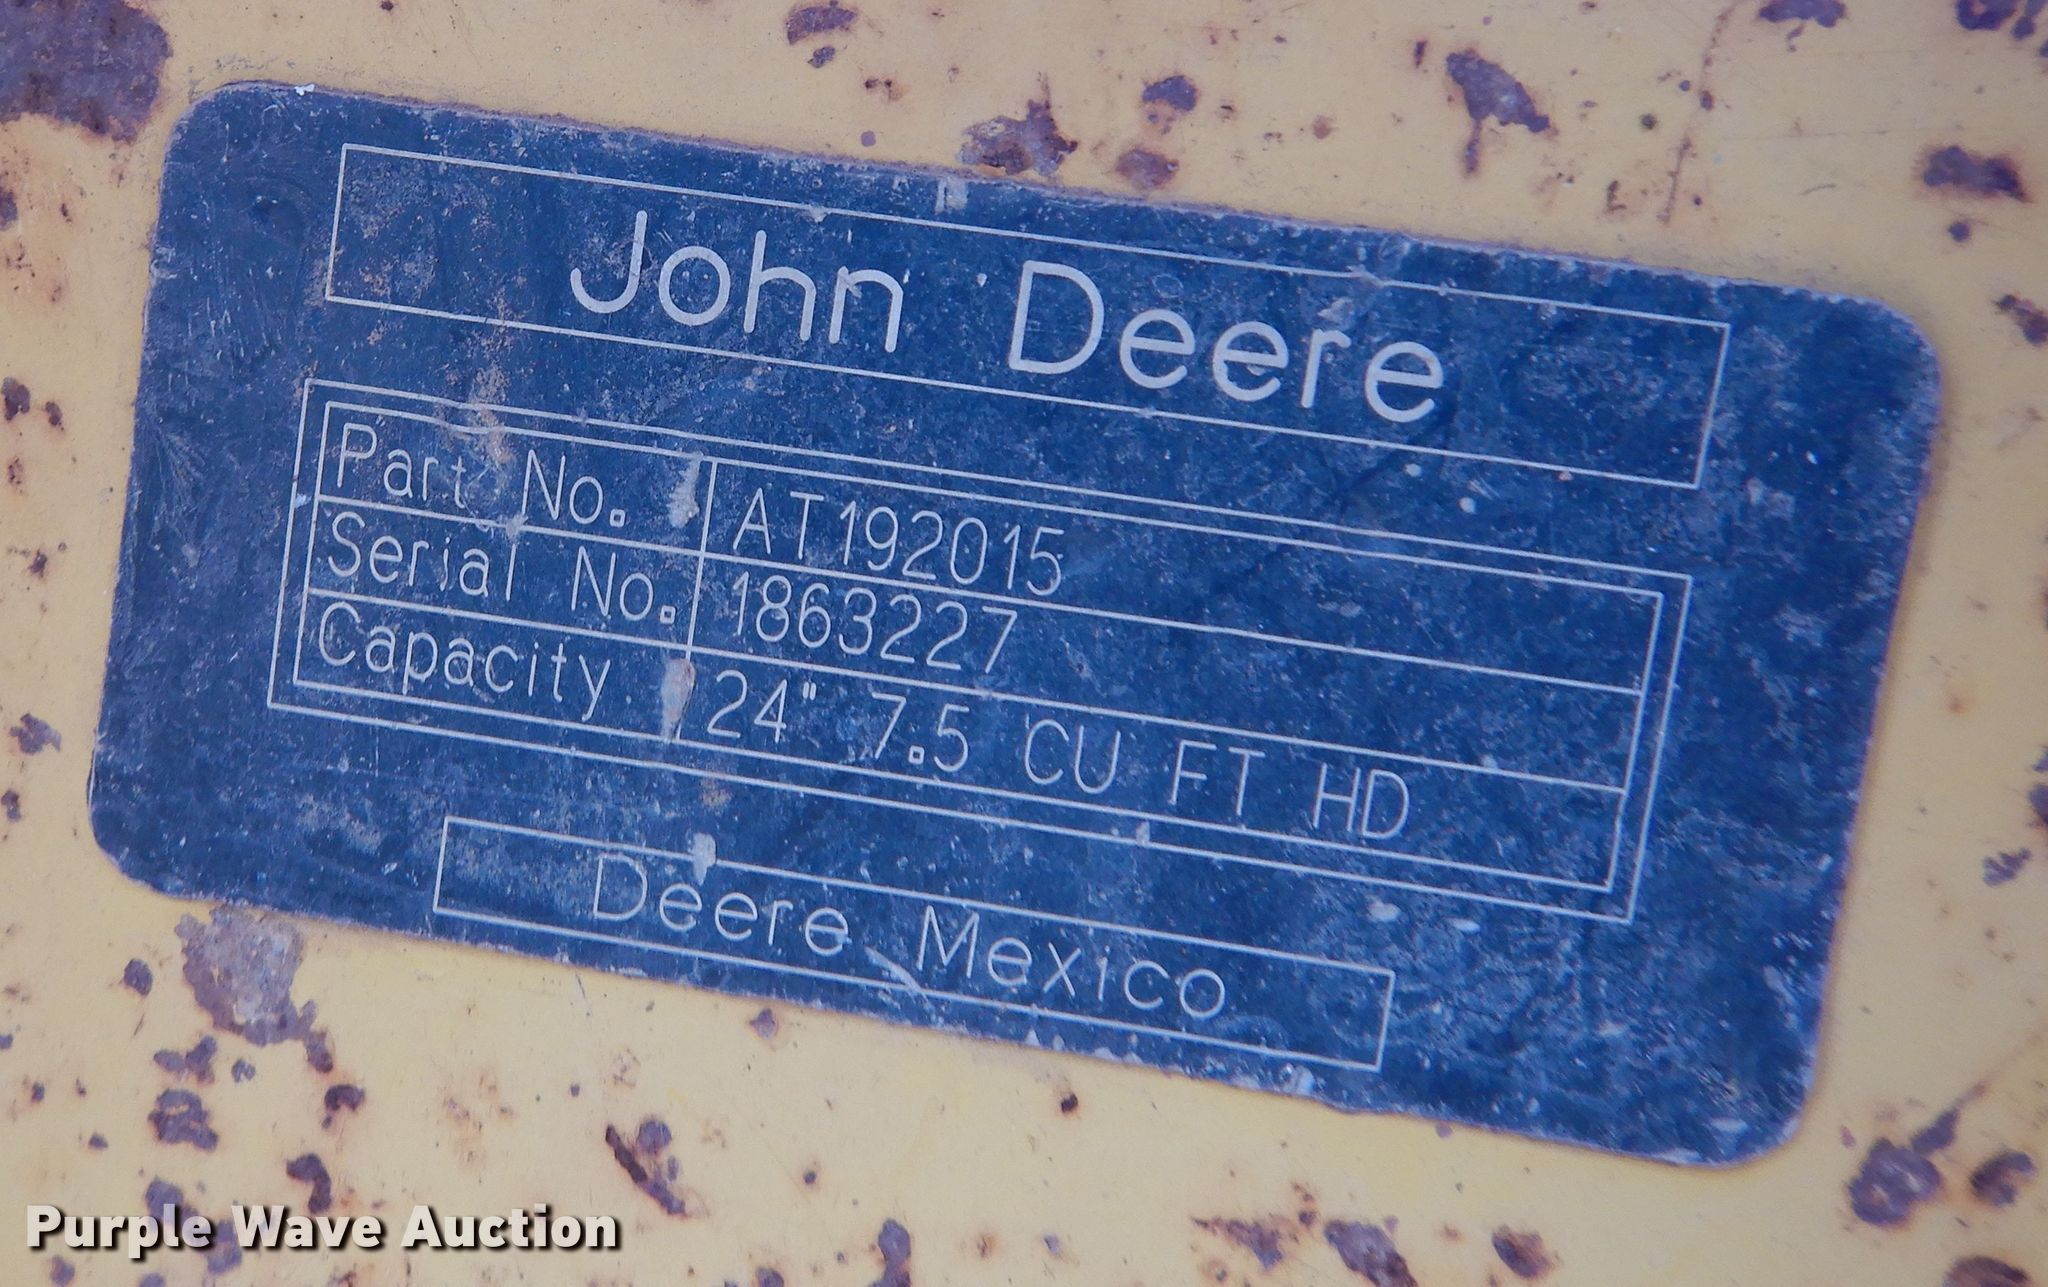 John Deere
Part No. AT192015
Serial No. 1863227
Capacity 24" 7.5 CU FT HD
Deere Mexico
Purple Wave Auction